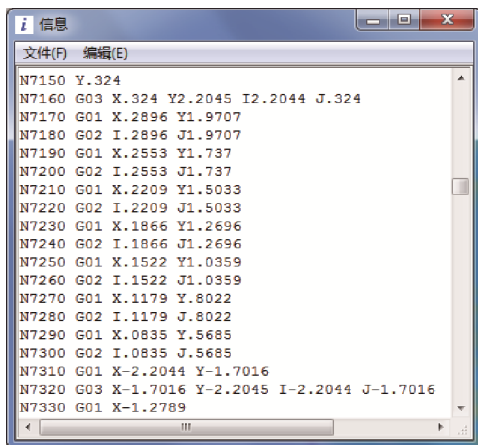 信息
文件(F) 编辑(E)
N7150 Y.324
N7160 G03 X.324 Y2.2045 I2.2044 J.324
N7170 G01 X.2896 Y1.9707
N7180 G02 I.2896 J1.9707
N7190 G01 X.2553 Y1.737
N7200 G02 I.2553 J1.737
N7210 G01 X.2209 Y1.5033
N7220 G02 I.2209 J1.5033
N7230 G01 X.1866 Y1.2696
N7240 G02 I.1866 J1.2696
N7250 G01 X.1522 Y1.0359
N7260 G02 I.1522 J1.0359
N7270 G01 X.1179 Y.8022
N7280 G02 I.1179 J.8022
N7290 G01 X.0835 Y.5685
N7300 G02 I.0835 J.5685
N7310 G01 X-2.2044 Y-1.7016
N7320 G03 X-1.7016 Y-2.2045 I-2.2044 J-1.7016
N7330 G01 X-1.2789